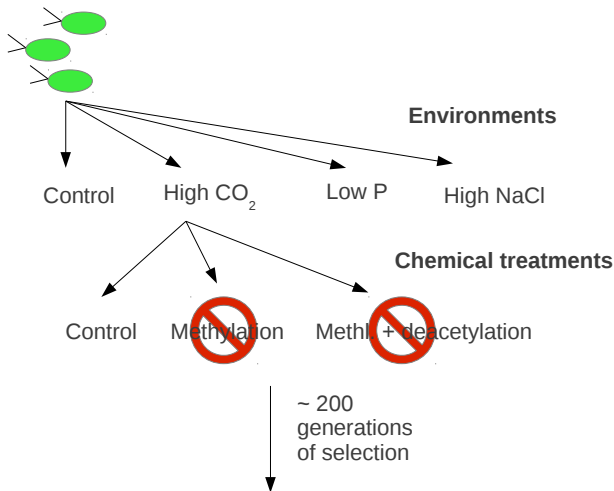 Environments
Control
High CO2
Low P
High NaCl
Chemical treatments
Control
Methylation
Methl. + deacetylation
~ 200
generations
of selection